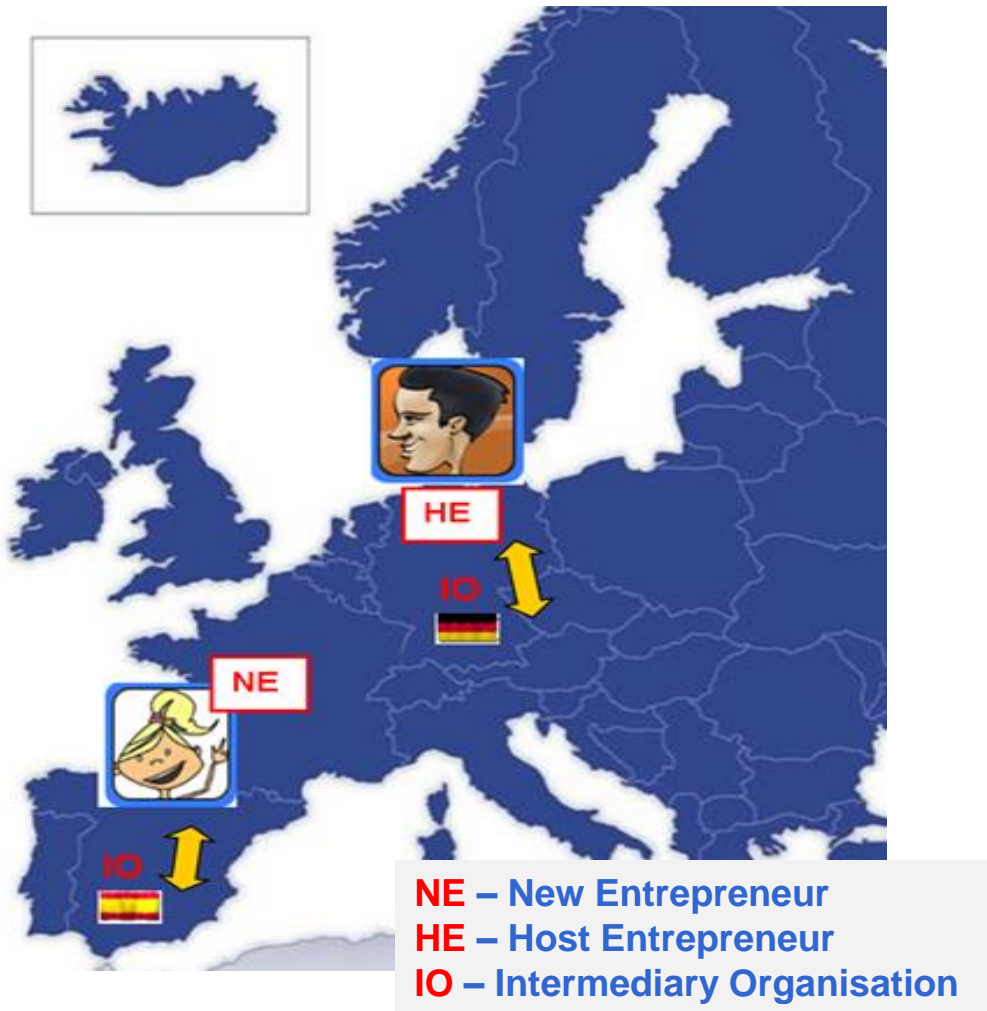 HE
IO
NE
IO
NE – New Entrepreneur
HE – Host Entrepreneur
IO – Intermediary Organisation